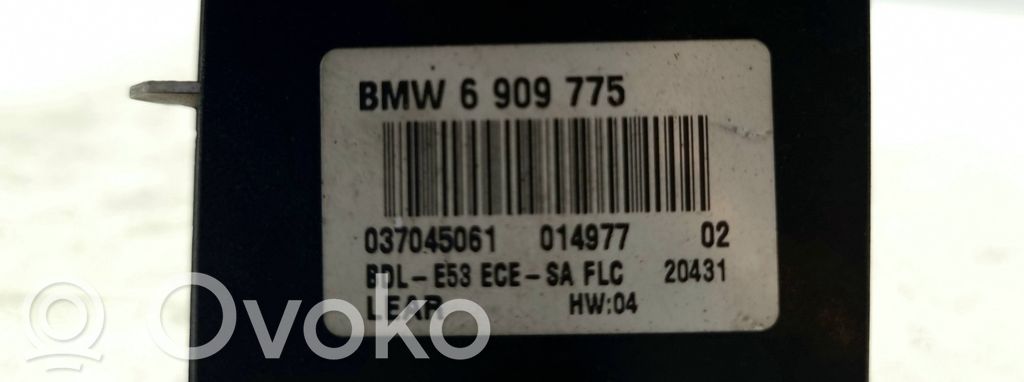 BMW 6 909 775
037045061 014977 02
BDL-E53 ECE-SA FLC 20431
LEAR HW:04
Ovoko